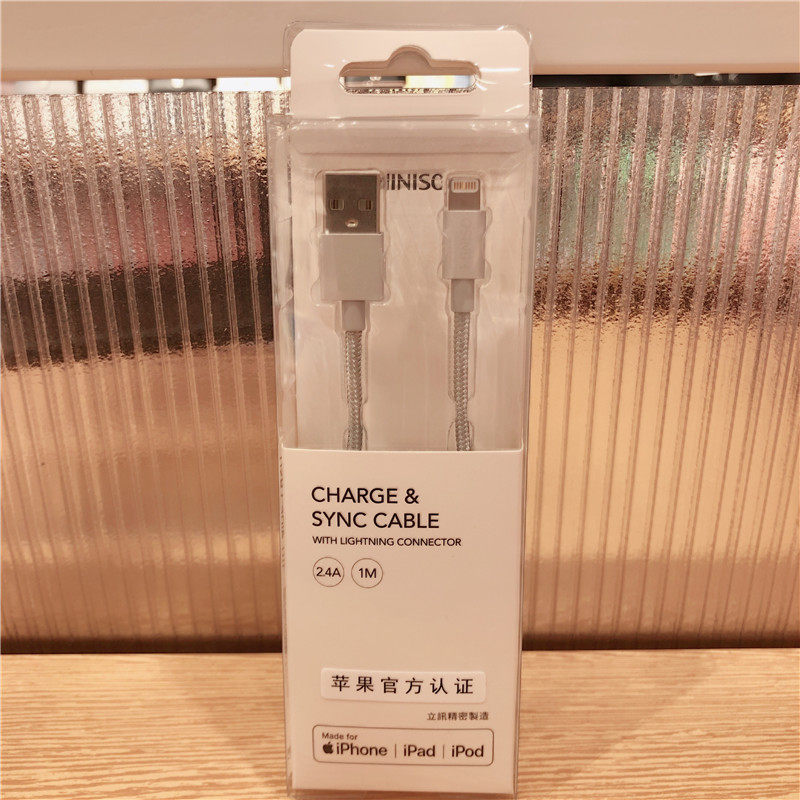 MINISO
CHARGE &
SYNC CABLE
WITH LIGHTNING CONNECTOR
2.4A 1M
苹果官方认证
立訊精密製造
Made for
iPhone | iPad | iPod